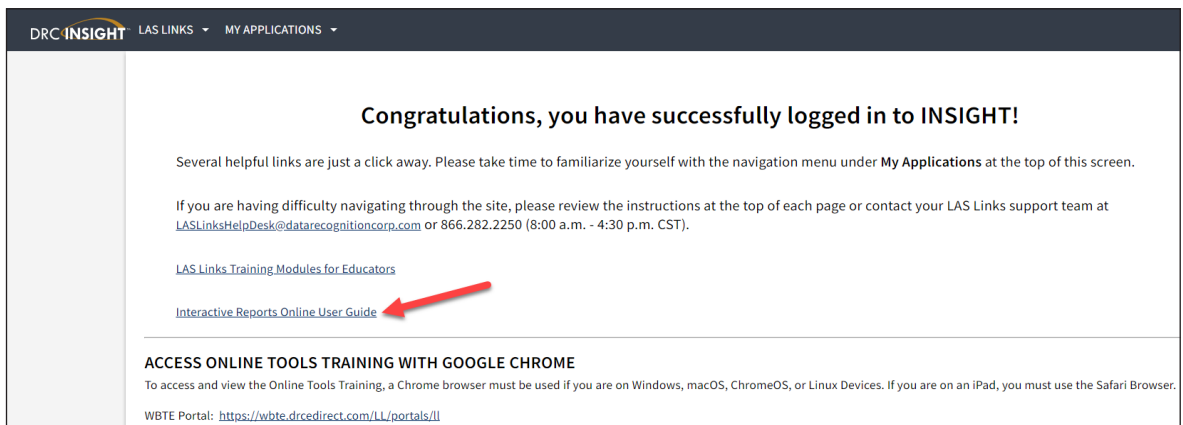 DRC INSIGHT LAS LINKS MY APPLICATIONS
Congratulations, you have successfully logged in to INSIGHT!
Several helpful links are just a click away. Please take time to familiarize yourself with the navigation menu under My Applications at the top of this screen.
If you are having difficulty navigating through the site, please review the instructions at the top of each page or contact your LAS Links support team at
LASLinksHelpDesk@datarecognitioncorp.com or 866.282.2250 (8:00 a.m. - 4:30 p.m. CST).
LAS Links Training Modules for Educators
Interactive Reports Online User Guide
ACCESS ONLINE TOOLS TRAINING WITH GOOGLE CHROME
To access and view the Online Tools Training, a Chrome browser must be used if you are on Windows, macOS, ChromeOS, or Linux Devices. If you are on an iPad, you must use the Safari Browser.
WBTE Portal: https://wbte.drcedirect.com/LL/portals/ll